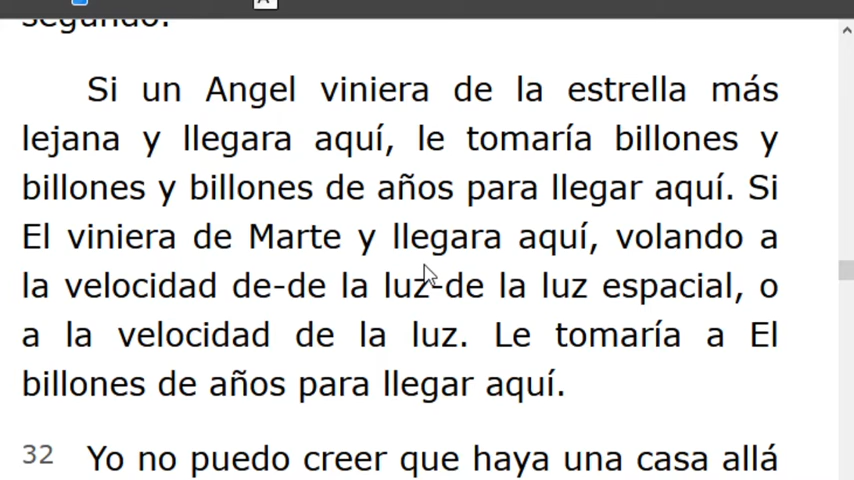 segundo.
Si un Angel viniera de la estrella más
lejana y llegara aquí, le tomaría billones y
billones y billones de años para llegar aquí. Si
El viniera de Marte y llegara aquí, volando a
la velocidad de-de la luz-de la luz espacial, o
a la velocidad de la luz. Le tomaría a El
billones de años para llegar aquí.
32 Yo no puedo creer que haya una casa allá